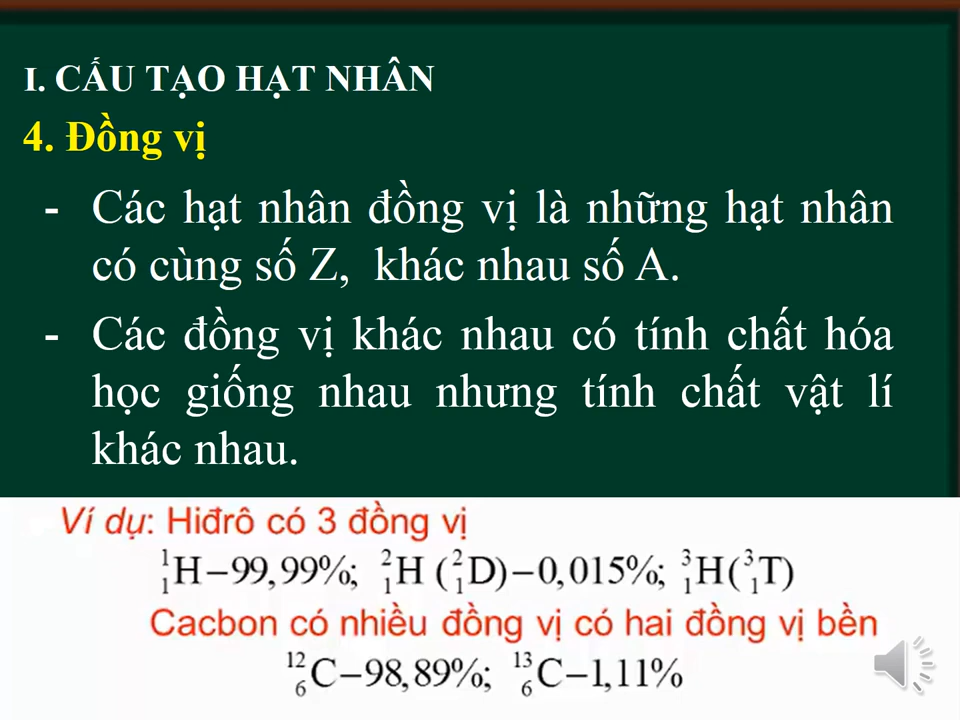 I. CẤU TẠO HẠT NHÂN
4. Đồng vị
- Các hạt nhân đồng vị là những hạt nhân
có cùng số Z, khác nhau số A.
- Các đồng vị khác nhau có tính chất hóa
học giống nhau nhưng tính chất vật lí
khác nhau.
Ví dụ: Hiđrô có 3 đồng vị
¹₁H–99,99%; ²₁H (²₁D)–0,015%; ³₁H(³₁T)
Cacbon có nhiều đồng vị có hai đồng vị bền
¹²₆C–98,89%; ¹³₆C–1,11%